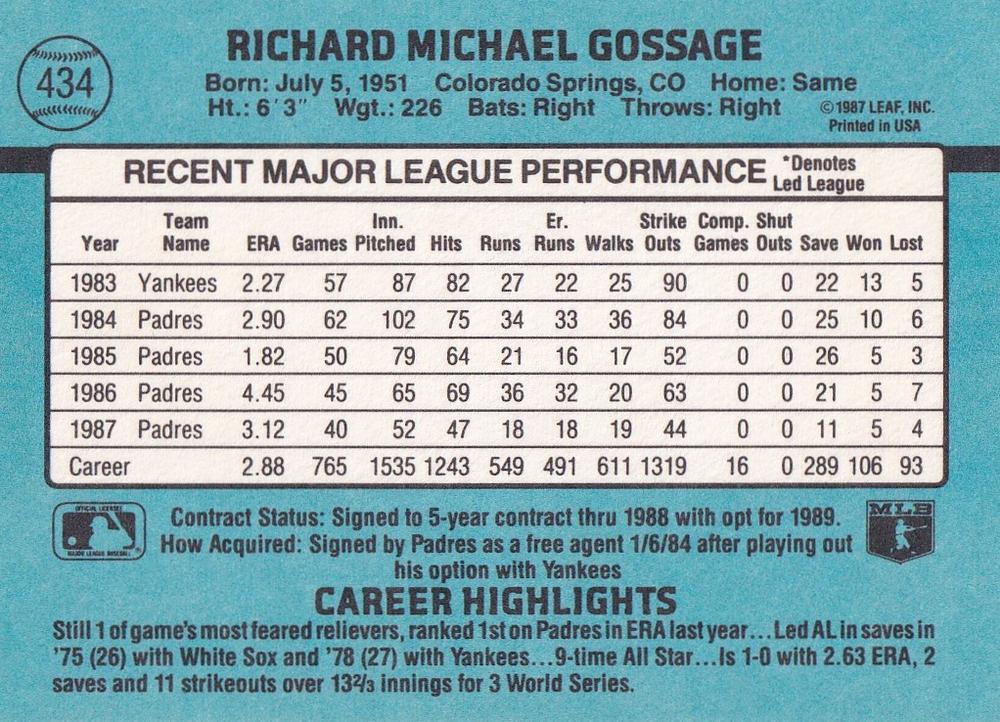 RICHARD MICHAEL GOSSAGE
434
Born: July 5, 1951 Colorado Springs, CO Home: Same
Ht.: 6'3" Wgt.: 226 Bats: Right Throws: Right
©1987 LEAF, INC.
Printed in USA
RECENT MAJOR LEAGUE PERFORMANCE *Denotes Led League
Year Team Name ERA Games Inn. Pitched Hits Runs Er. Runs Walks Strike Outs Comp. Games Shut Outs Save Won Lost
1983 Yankees 2.27 57 87 82 27 22 25 90 0 0 22 13 5
1984 Padres 2.90 62 102 75 34 33 36 84 0 0 25 10 6
1985 Padres 1.82 50 79 64 21 16 17 52 0 0 26 5 3
1986 Padres 4.45 45 65 69 36 32 20 63 0 0 21 5 7
1987 Padres 3.12 40 52 47 18 18 19 44 0 0 11 5 4
Career 2.88 765 1535 1243 549 491 611 1319 16 0 289 106 93
OFFICIAL LICENSEE
MAJOR LEAGUE BASEBALL
MLB
Contract Status: Signed to 5-year contract thru 1988 with opt for 1989.
How Acquired: Signed by Padres as a free agent 1/6/84 after playing out
his option with Yankees
CAREER HIGHLIGHTS
Still 1 of game's most feared relievers, ranked 1st on Padres in ERA last year...Led AL in saves in
'75 (26) with White Sox and '78 (27) with Yankees...9-time All Star...Is 1-0 with 2.63 ERA, 2
saves and 11 strikeouts over 13⅔ innings for 3 World Series.